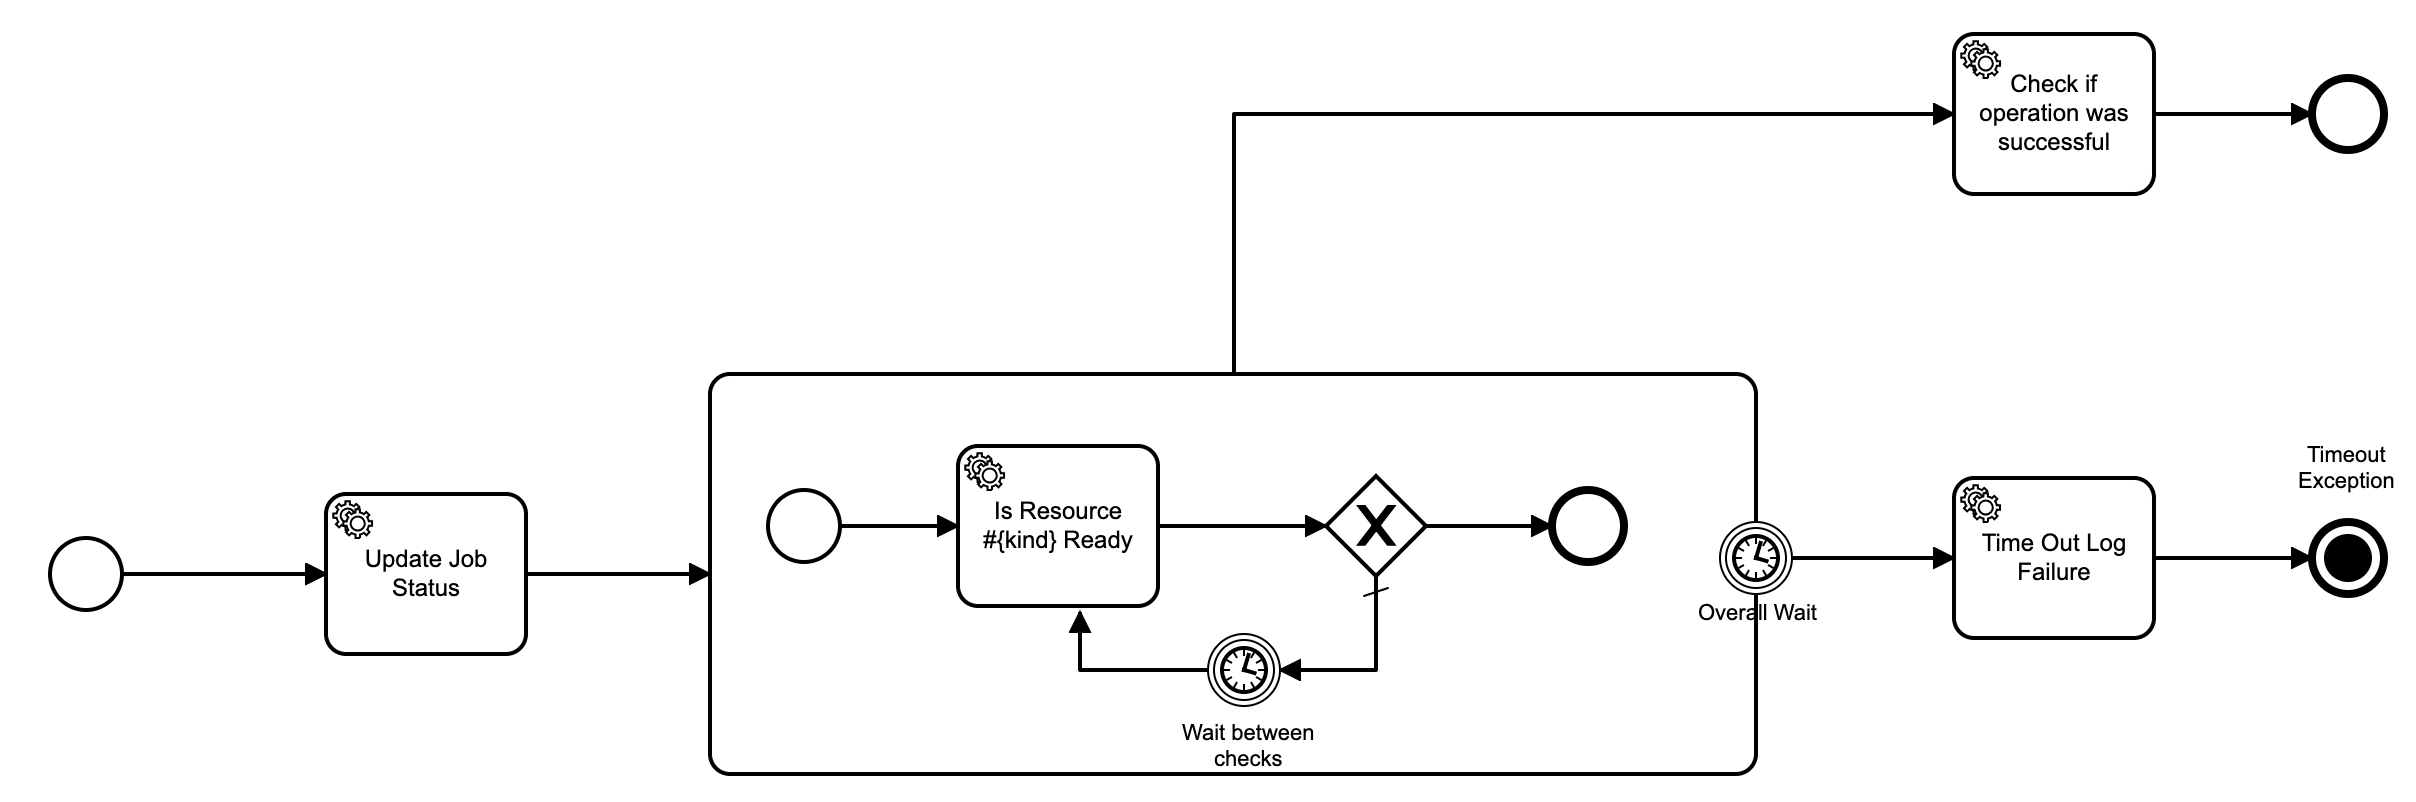 Check if
operation was
successful
Update Job
Status
Is Resource
#{kind} Ready
X
Wait between
checks
Overall Wait
Time Out Log
Failure
Timeout
Exception